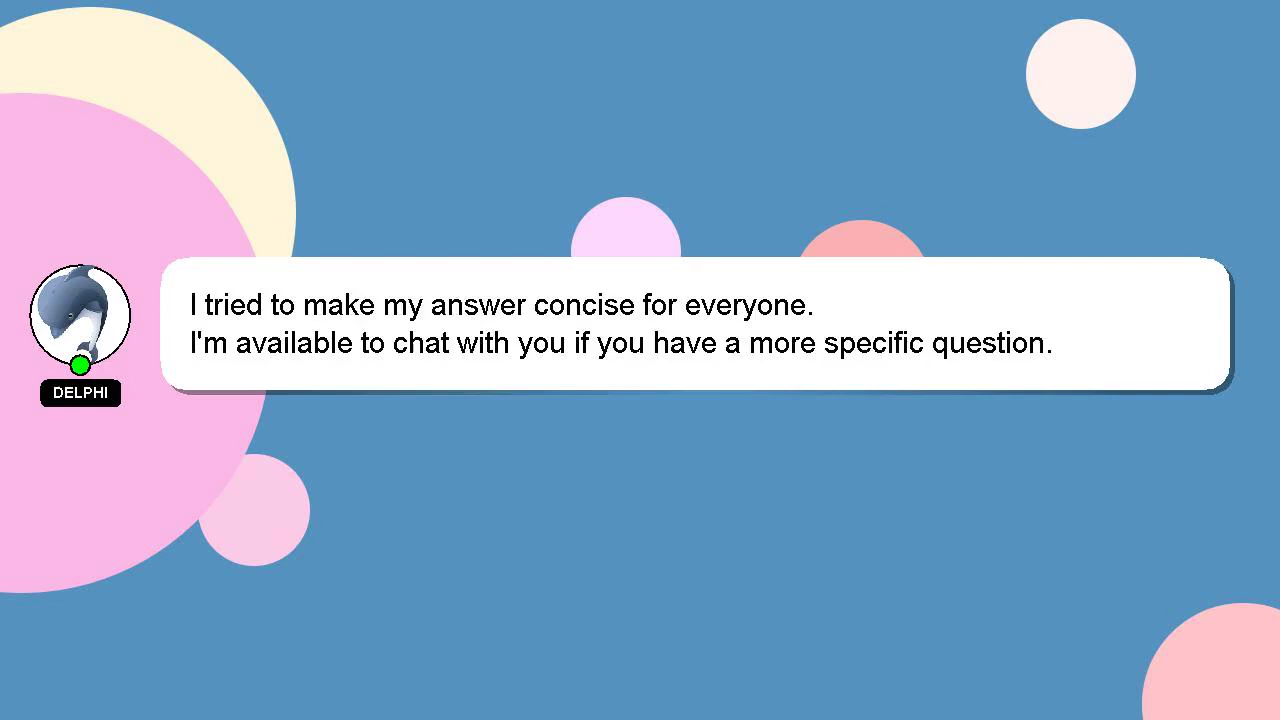 I tried to make my answer concise for everyone.
I'm available to chat with you if you have a more specific question.
DELPHI